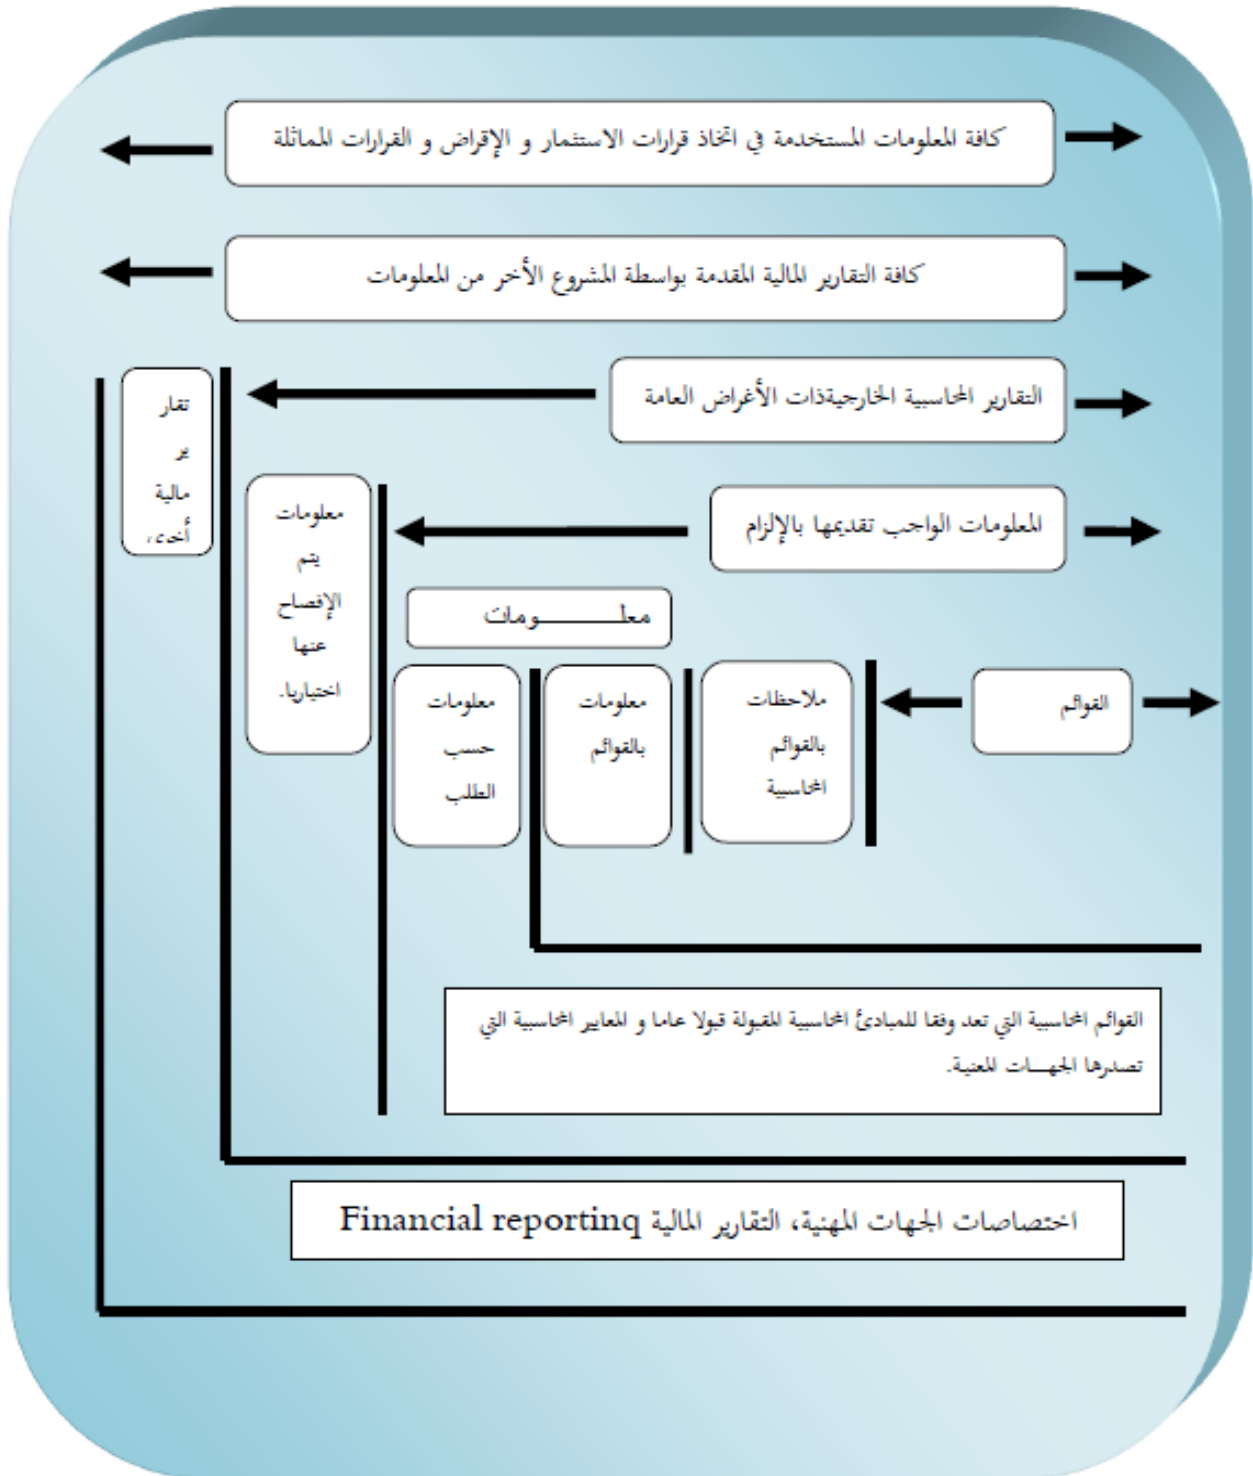 كافة المعلومات المستخدمة في اتخاذ قرارات الاستثمار و الإقراض و القرارات المماثلة
كافة التقارير المالية المقدمة بواسطة المشروع الأخر من المعلومات
التقارير المحاسبية الخارجيةذات الأغراض العامة
تقار
ير
مالية
أخرى
المعلومات الواجب تقديمها بالإلزام
معلومات
يتم
الإفصاح
عنها
اختياريا.
معلـــــــــومات
القوائم
ملاحظات
بالقوائم
المحاسبية
معلومات
بالقوائم
معلومات
حسب
الطلب
القوائم المحاسبية التي تعد وفقا للمبادئ المحاسبية المقبولة قبولا عاما و المعايير المحاسبية التي
تصدرها الجهـــات المعنية.
اختصاصات الجهات المهنية، التقارير المالية Financial reportinq